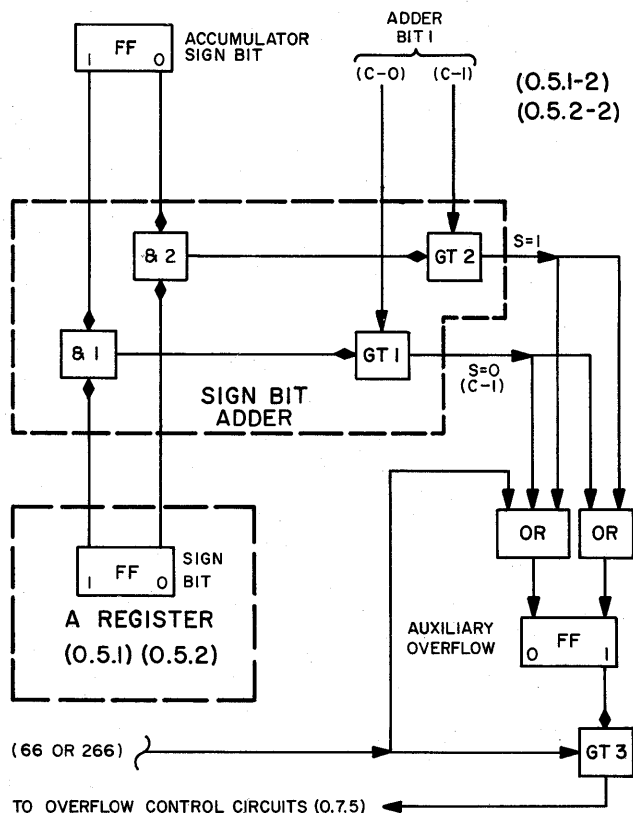 1 FF 0
ACCUMULATOR
SIGN BIT
ADDER
BIT 1
(C-0) (C-1)
(0.5.1-2)
(0.5.2-2)
& 2
GT 2
S=1
& 1
GT 1
S=0
(C-1)
SIGN BIT
ADDER
OR
OR
1 FF 0
SIGN
BIT
A REGISTER
(0.5.1) (0.5.2)
AUXILIARY
OVERFLOW
0 FF 1
(66 OR 266)
GT 3
TO OVERFLOW CONTROL CIRCUITS (0.7.5)